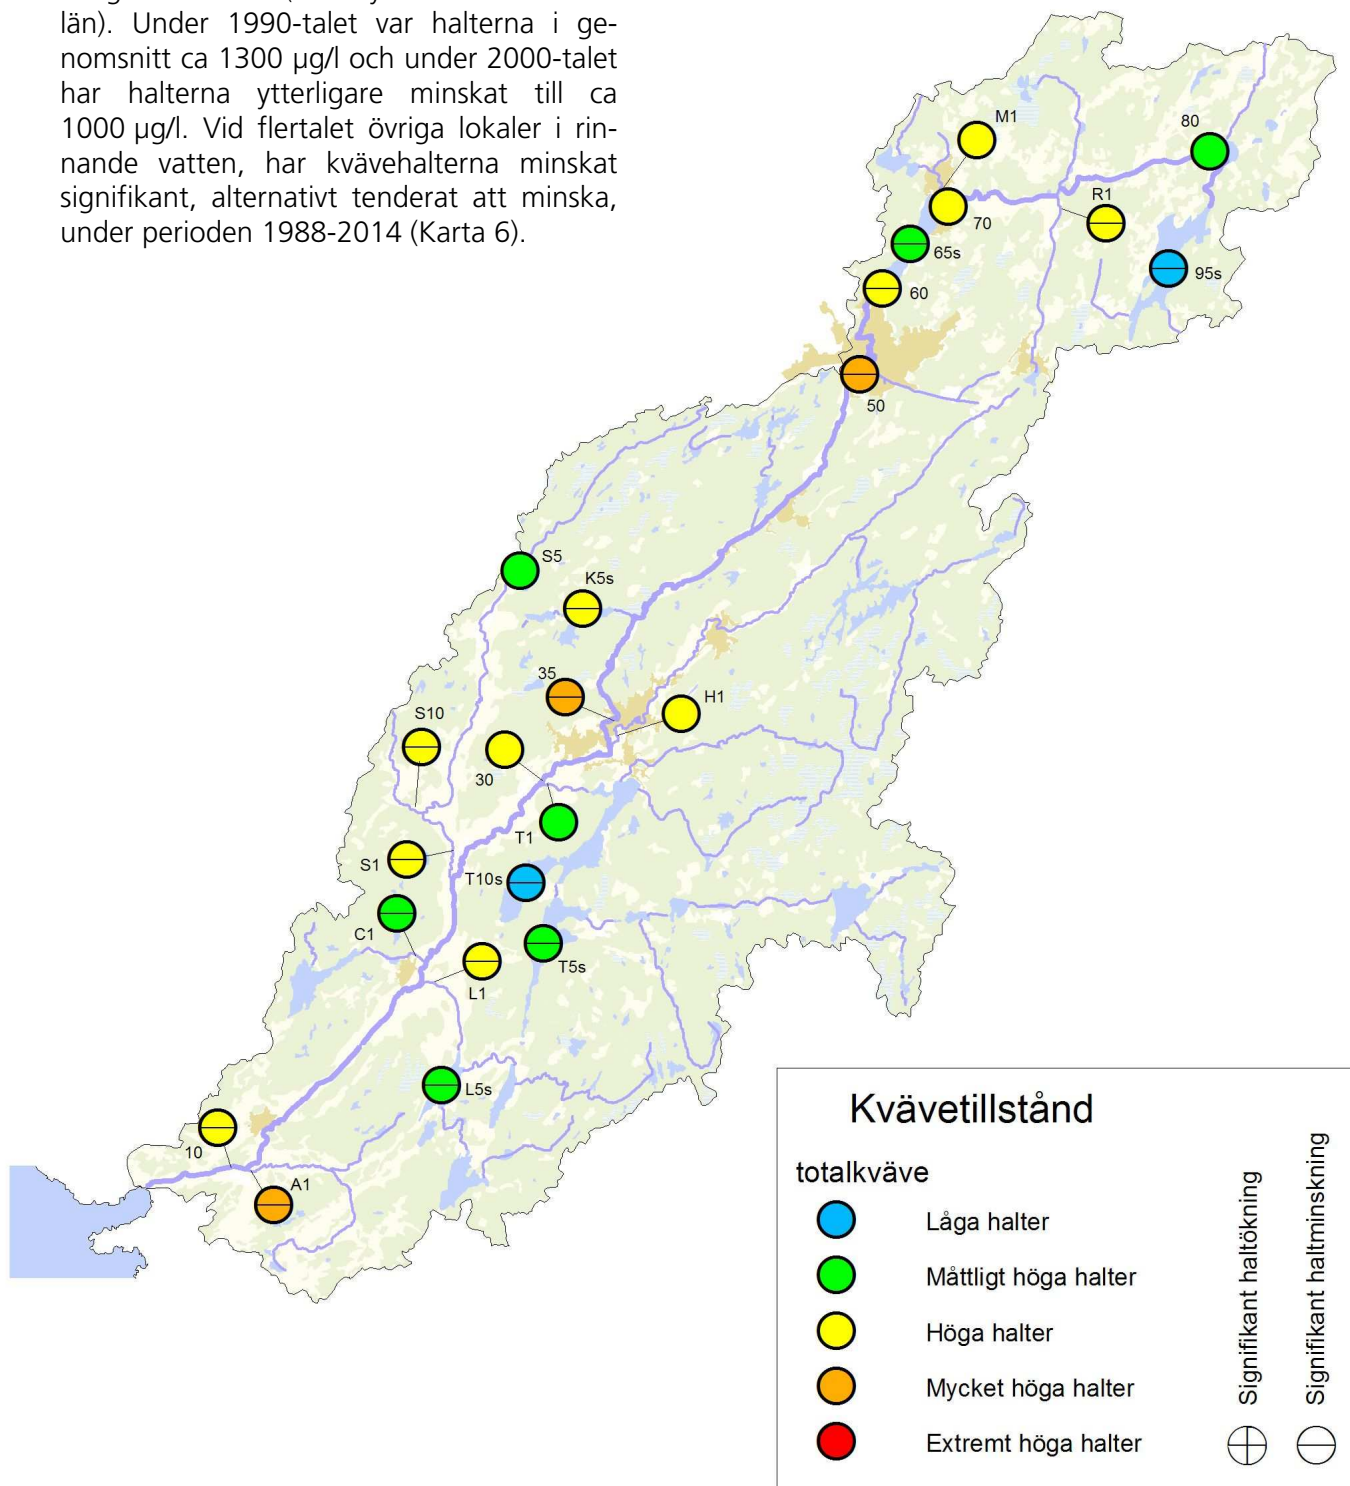 län). Under 1990-talet var halterna i ge-
nomsnitt ca 1300 µg/l och under 2000-talet
har halterna ytterligare minskat till ca
1000 µg/l. Vid flertalet övriga lokaler i rin-
nande vatten, har kvävehalterna minskat
signifikant, alternativt tenderat att minska,
under perioden 1988-2014 (Karta 6).
M1
80
R1
70
65s
95s
60
50
S5
K5s
35
H1
S10
30
T1
S1
T10s
C1
T5s
L1
L5s
10
A1
Kvävetillstånd
totalkväve
Låga halter
Måttligt höga halter
Höga halter
Mycket höga halter
Extremt höga halter
Signifikant haltökning
Signifikant haltminskning